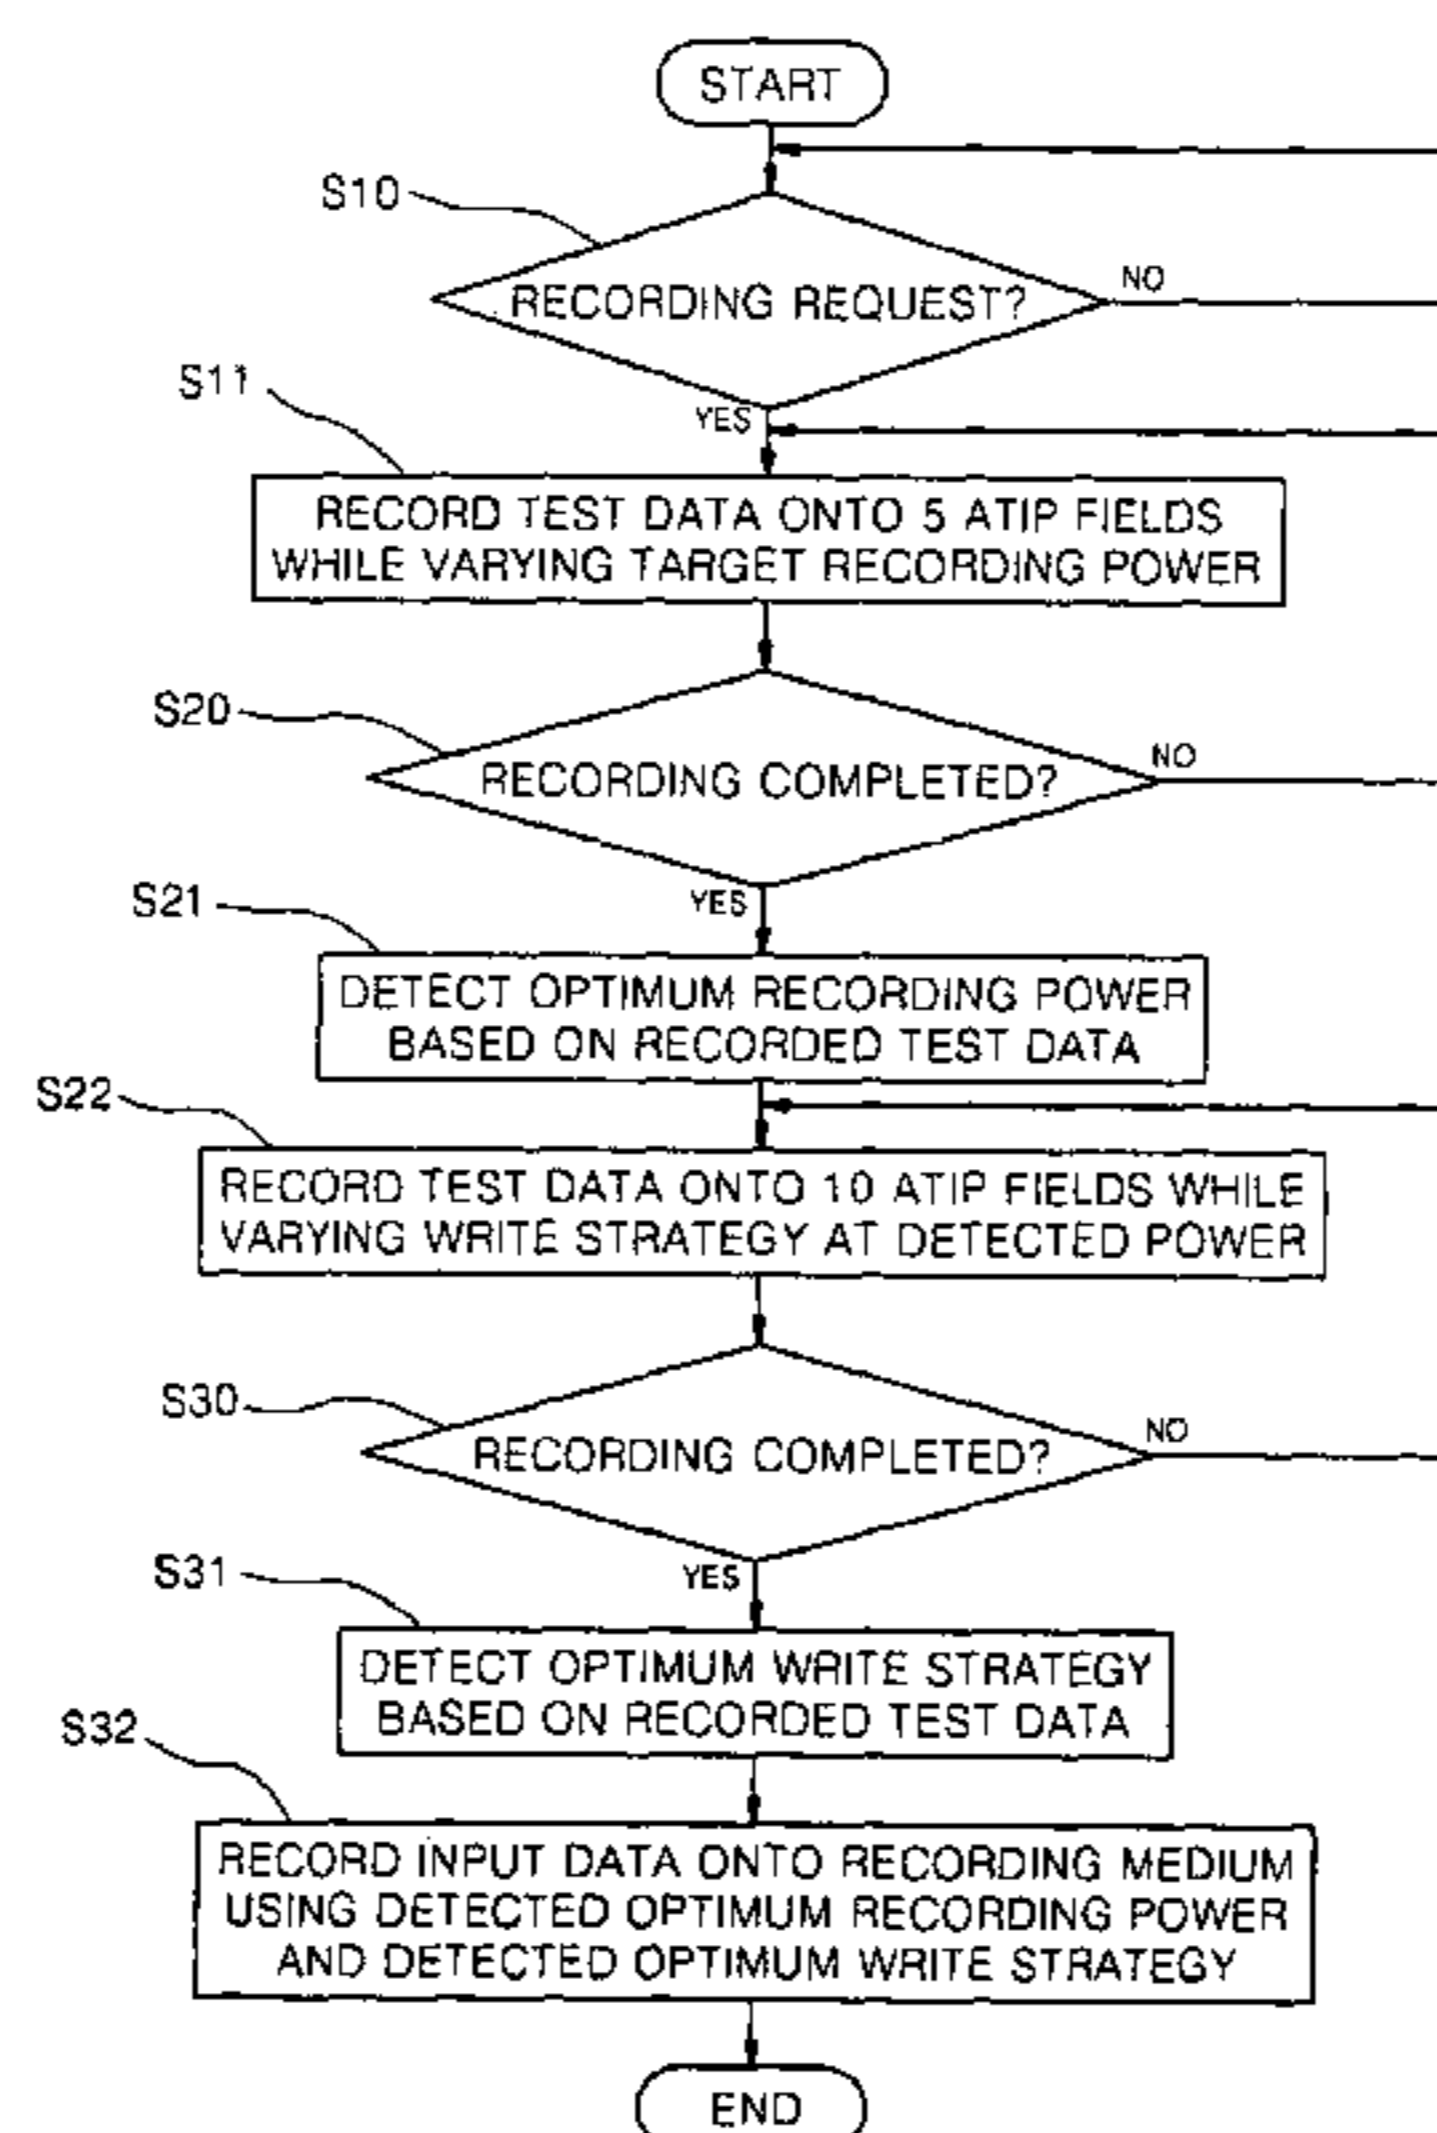 START
S10
RECORDING REQUEST?
NO
YES
S11
RECORD TEST DATA ONTO 5 ATIP FIELDS
WHILE VARYING TARGET RECORDING POWER
S20
RECORDING COMPLETED?
NO
YES
S21
DETECT OPTIMUM RECORDING POWER
BASED ON RECORDED TEST DATA
S22
RECORD TEST DATA ONTO 10 ATIP FIELDS WHILE
VARYING WRITE STRATEGY AT DETECTED POWER
S30
RECORDING COMPLETED?
NO
YES
S31
DETECT OPTIMUM WRITE STRATEGY
BASED ON RECORDED TEST DATA
S32
RECORD INPUT DATA ONTO RECORDING MEDIUM
USING DETECTED OPTIMUM RECORDING POWER
AND DETECTED OPTIMUM WRITE STRATEGY
END